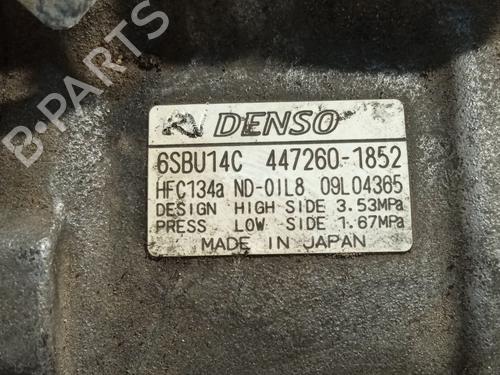 DENSO
6SBU14C 447260-1852
HFC134a ND-OIL8 09L04365
DESIGN HIGH SIDE 3.53MPa
PRESS LOW SIDE 1.67MPa
MADE IN JAPAN
B-PARTS